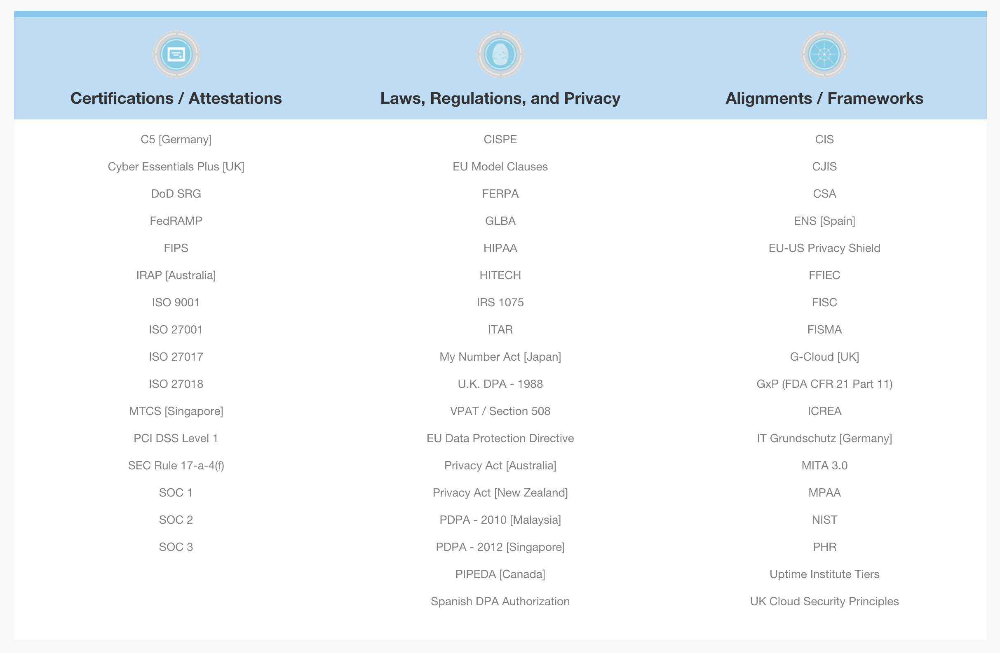 Certifications / Attestations
C5 [Germany]
Cyber Essentials Plus [UK]
DoD SRG
FedRAMP
FIPS
IRAP [Australia]
ISO 9001
ISO 27001
ISO 27017
ISO 27018
MTCS [Singapore]
PCI DSS Level 1
SEC Rule 17-a-4(f)
SOC 1
SOC 2
SOC 3
Laws, Regulations, and Privacy
CISPE
EU Model Clauses
FERPA
GLBA
HIPAA
HITECH
IRS 1075
ITAR
My Number Act [Japan]
U.K. DPA - 1988
VPAT / Section 508
EU Data Protection Directive
Privacy Act [Australia]
Privacy Act [New Zealand]
PDPA - 2010 [Malaysia]
PDPA - 2012 [Singapore]
PIPEDA [Canada]
Spanish DPA Authorization
Alignments / Frameworks
CIS
CJIS
CSA
ENS [Spain]
EU-US Privacy Shield
FFIEC
FISC
FISMA
G-Cloud [UK]
GxP (FDA CFR 21 Part 11)
ICREA
IT Grundschutz [Germany]
MITA 3.0
MPAA
NIST
PHR
Uptime Institute Tiers
UK Cloud Security Principles